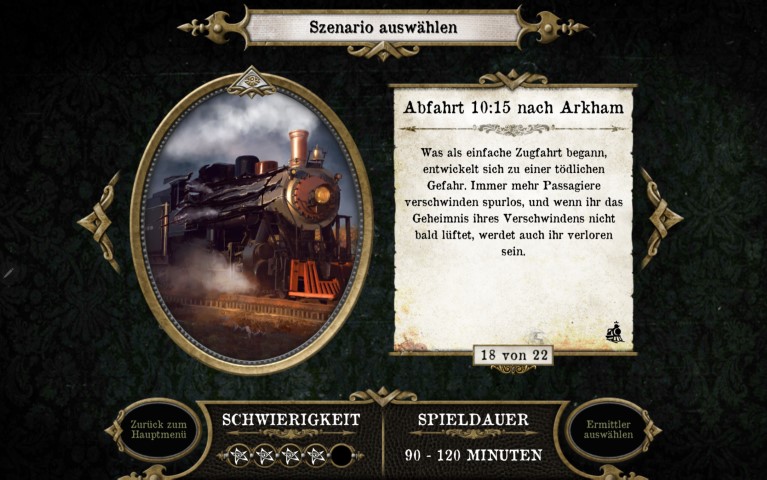 Szenario auswählen
Abfahrt 10:15 nach Arkham
Was als einfache Zugfahrt begann,
entwickelt sich zu einer tödlichen
Gefahr. Immer mehr Passagiere
verschwinden spurlos, und wenn ihr das
Geheimnis ihres Verschwindens nicht
bald lüftet, werdet auch ihr verloren
sein.
18 von 22
Zurück zum
Hauptmenü
SCHWIERIGKEIT
SPIELDAUER
90 - 120 MINUTEN
Ermittler
auswählen